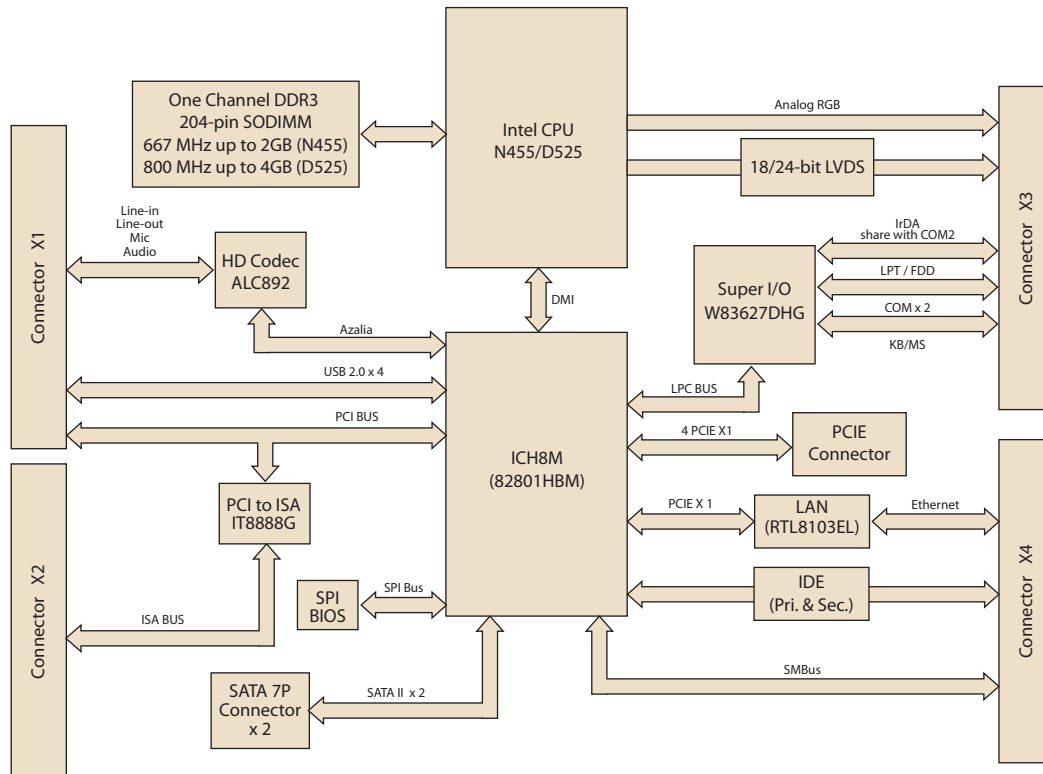 One Channel DDR3
204-pin SODIMM
667 MHz up to 2GB (N455)
800 MHz up to 4GB (D525)
Intel CPU
N455/D525
Analog RGB
18/24-bit LVDS
Connector X1
Line-in
Line-out
Mic
Audio
HD Codec
ALC892
Azalia
DMI
Super I/O
W83627DHG
IrDA
share with COM2
LPT / FDD
COM x 2
KB/MS
Connector X3
USB 2.0 x 4
PCI BUS
LPC BUS
ICH8M
(82801HBM)
4 PCIE X1
PCIE
Connector
PCI to ISA
IT8888G
PCIE X 1
LAN
(RTL8103EL)
Ethernet
Connector X2
ISA BUS
SPI
BIOS
SPI Bus
IDE
(Pri. & Sec.)
Connector X4
SMBus
SATA 7P
Connector
x 2
SATA II x 2